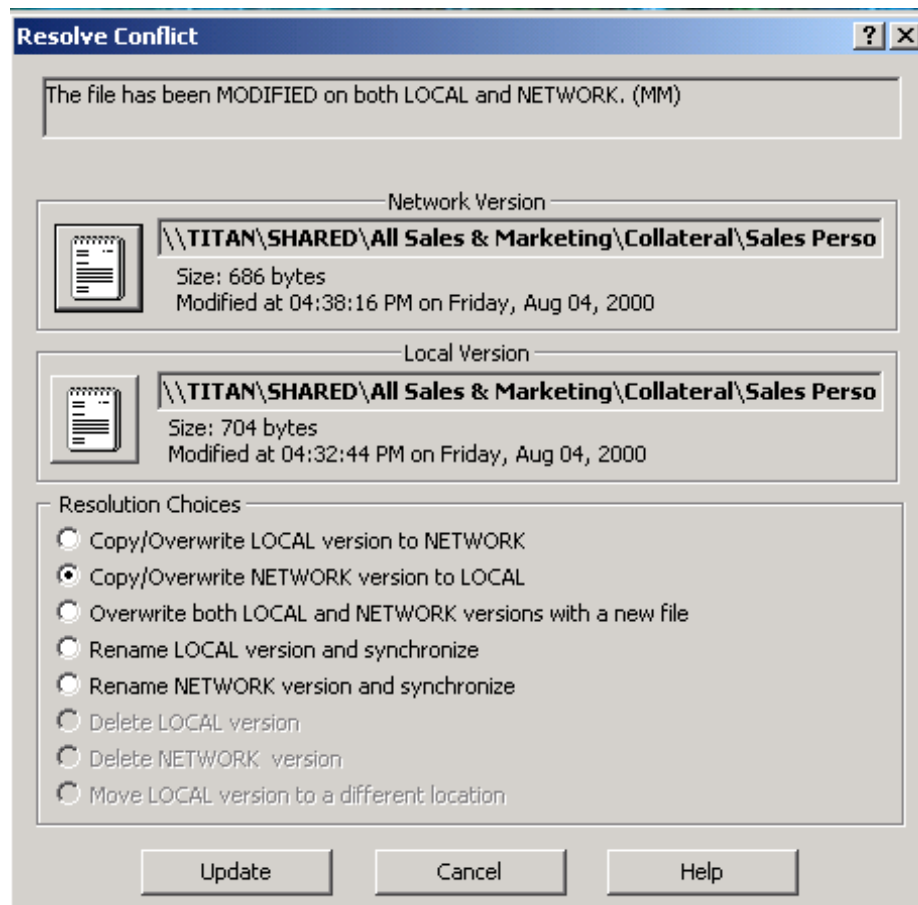 Resolve Conflict
The file has been MODIFIED on both LOCAL and NETWORK. (MM)
Network Version
\\TITAN\SHARED\All Sales & Marketing\Collateral\Sales Perso
Size: 686 bytes
Modified at 04:38:16 PM on Friday, Aug 04, 2000
Local Version
\\TITAN\SHARED\All Sales & Marketing\Collateral\Sales Perso
Size: 704 bytes
Modified at 04:32:44 PM on Friday, Aug 04, 2000
Resolution Choices
Copy/Overwrite LOCAL version to NETWORK
Copy/Overwrite NETWORK version to LOCAL
Overwrite both LOCAL and NETWORK versions with a new file
Rename LOCAL version and synchronize
Rename NETWORK version and synchronize
Delete LOCAL version
Delete NETWORK  version
Move LOCAL version to a different location
Update
Cancel
Help